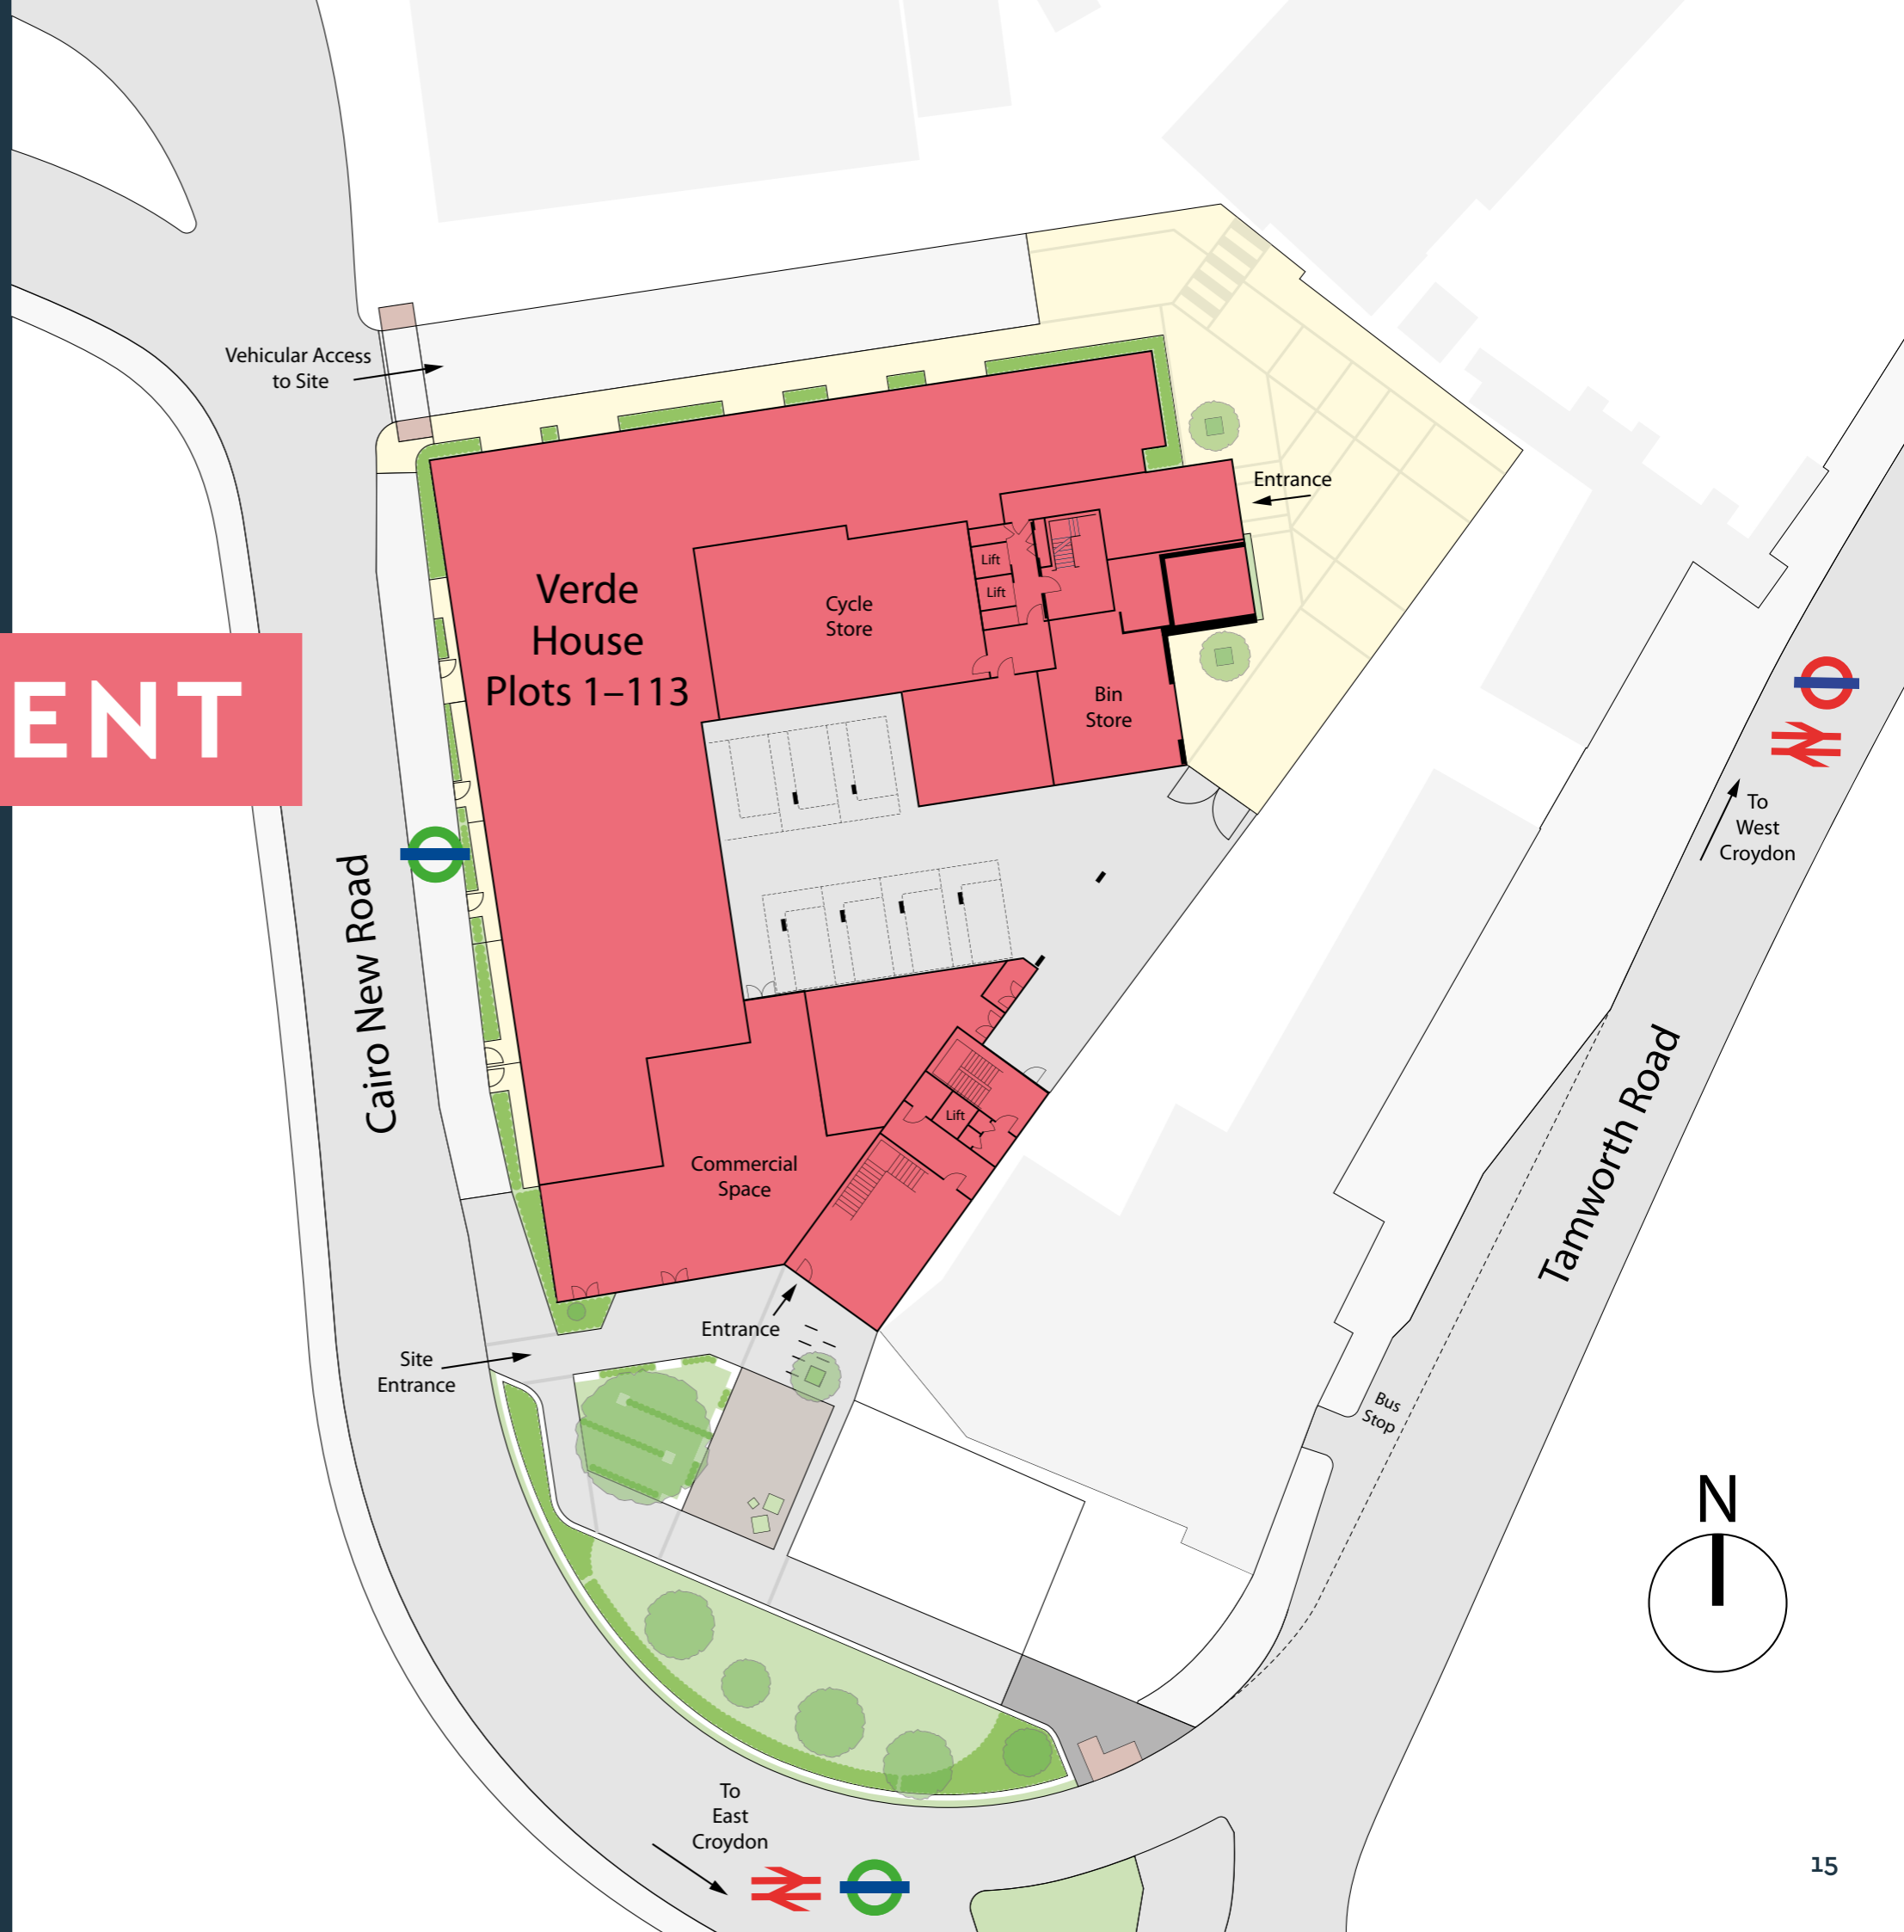 Vehicular Access
to Site
Entrance
Verde
House
Plots 1–113
Cycle
Store
Lift
Lift
Bin
Store
ENT
Cairo New Road
To
West
Croydon
Tamworth Road
Lift
Commercial
Space
Entrance
Site
Entrance
Bus
Stop
N
To
East
Croydon
15